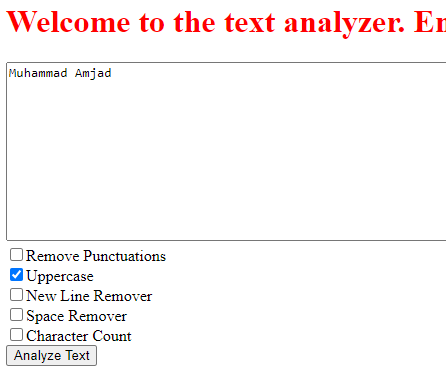 Welcome to the text analyzer.
Muhammad Amjad
Remove Punctuations
Uppercase
New Line Remover
Space Remover
Character Count
Analyze Text